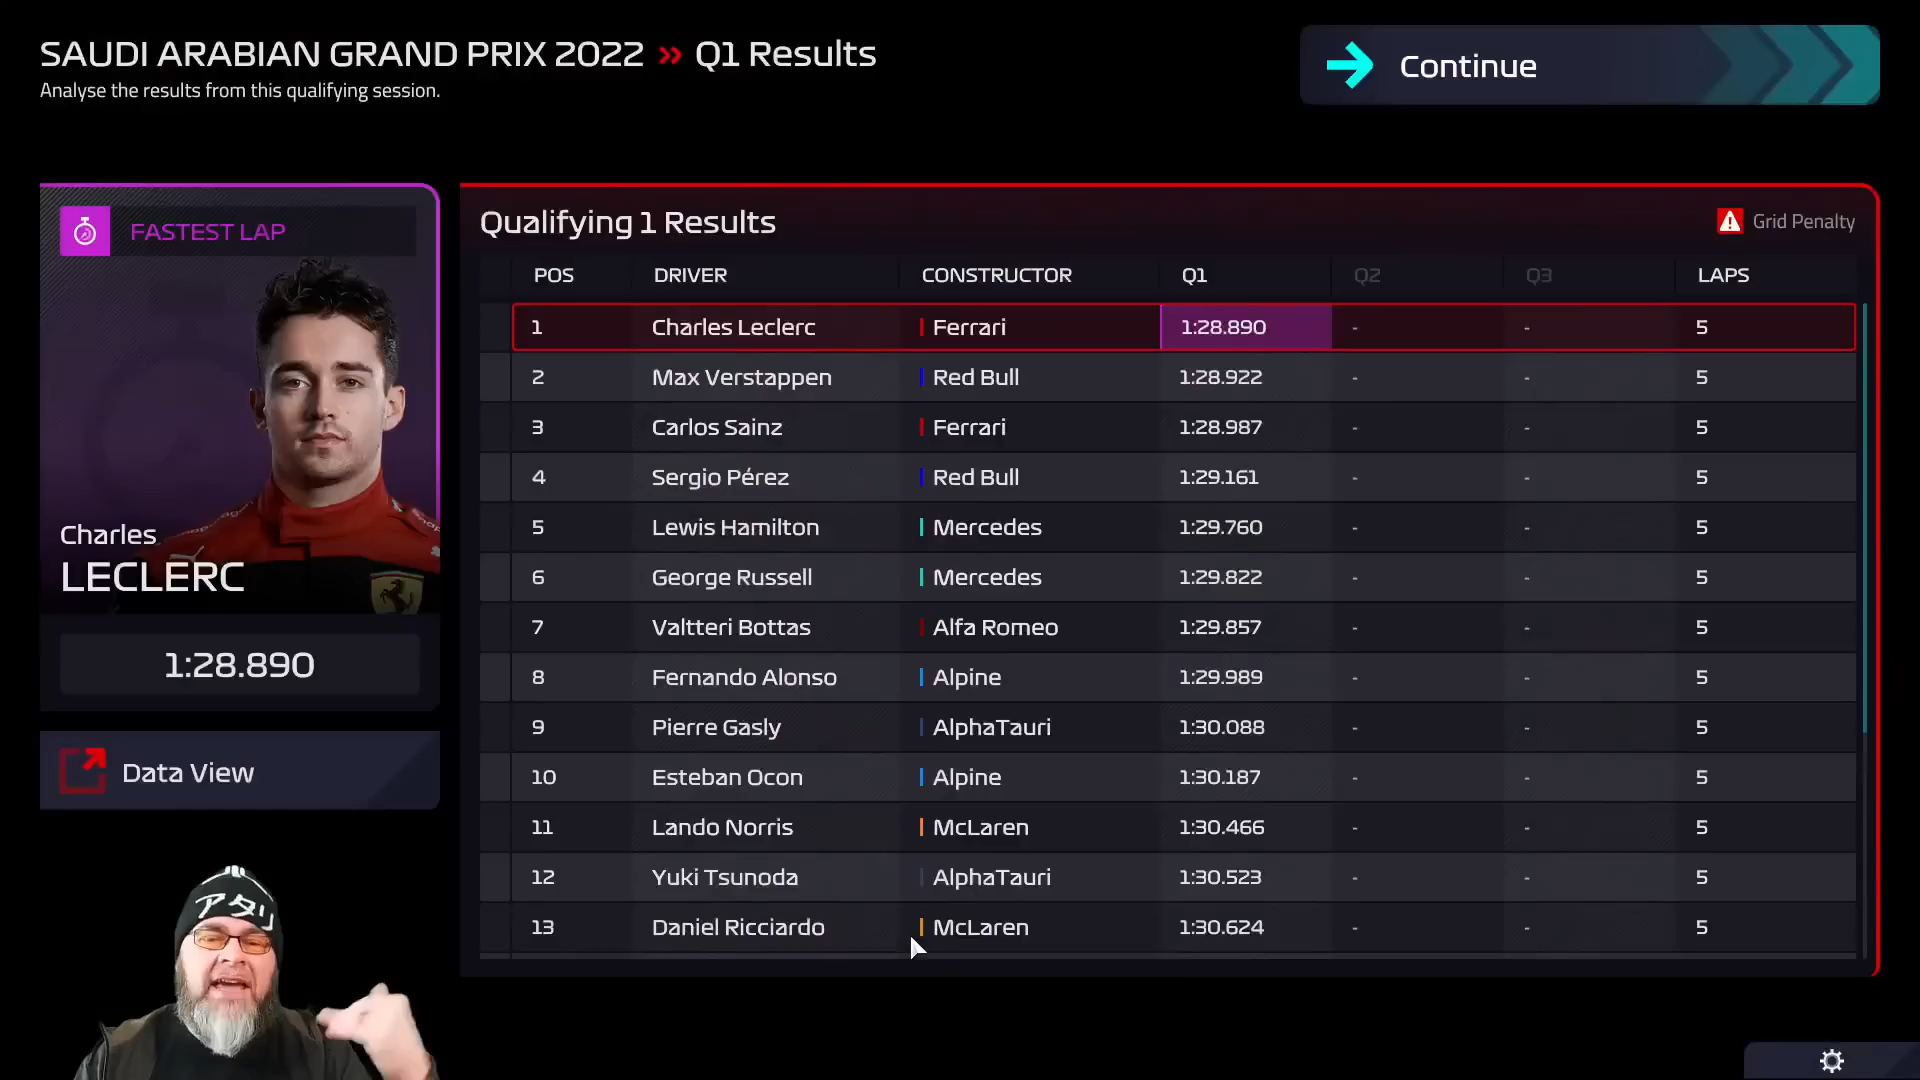 SAUDI ARABIAN GRAND PRIX 2022 » Q1 Results
Analyse the results from this qualifying session.
Continue
FASTEST LAP
Charles
LECLERC
1:28.890
Data View
Qualifying 1 Results
Grid Penalty
POS DRIVER CONSTRUCTOR Q1 Q2 Q3 LAPS
1 Charles Leclerc Ferrari 1:28.890 - - 5
2 Max Verstappen Red Bull 1:28.922 - - 5
3 Carlos Sainz Ferrari 1:28.987 - - 5
4 Sergio Pérez Red Bull 1:29.161 - - 5
5 Lewis Hamilton Mercedes 1:29.760 - - 5
6 George Russell Mercedes 1:29.822 - - 5
7 Valtteri Bottas Alfa Romeo 1:29.857 - - 5
8 Fernando Alonso Alpine 1:29.989 - - 5
9 Pierre Gasly AlphaTauri 1:30.088 - - 5
10 Esteban Ocon Alpine 1:30.187 - - 5
11 Lando Norris McLaren 1:30.466 - - 5
12 Yuki Tsunoda AlphaTauri 1:30.523 - - 5
13 Daniel Ricciardo McLaren 1:30.624 - - 5
アタリ